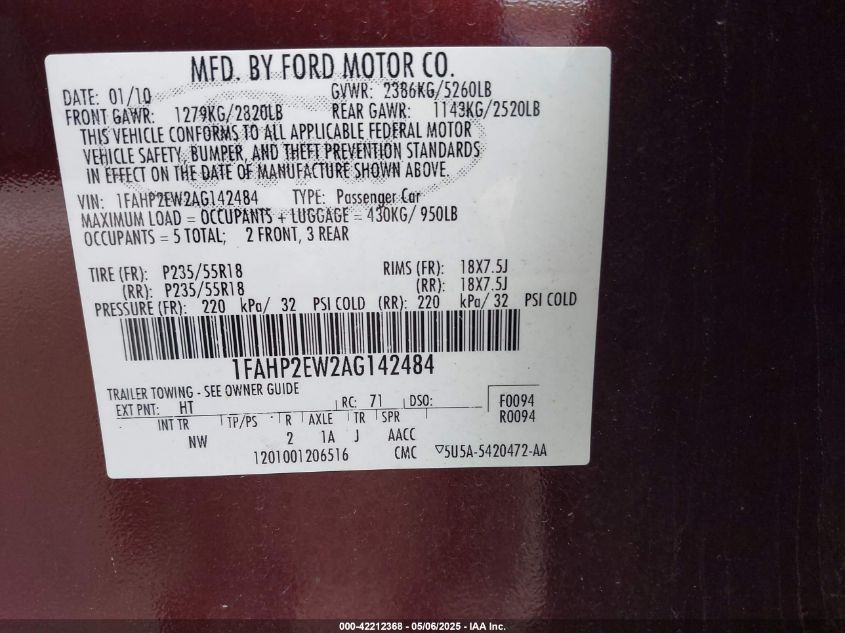 MFD. BY FORD MOTOR CO.
DATE: 01/10 GVWR: 2386KG/5260LB
FRONT GAWR: 1279KG/2820LB REAR GAWR: 1143KG/2520LB
THIS VEHICLE CONFORMS TO ALL APPLICABLE FEDERAL MOTOR
VEHICLE SAFETY, BUMPER, AND THEFT PREVENTION STANDARDS
IN EFFECT ON THE DATE OF MANUFACTURE SHOWN ABOVE.
VIN: 1FAHP2EW2AG142484 TYPE: Passenger Car
MAXIMUM LOAD = OCCUPANTS + LUGGAGE = 430KG/ 950LB
OCCUPANTS = 5 TOTAL; 2 FRONT, 3 REAR
TIRE (FR): P235/55R18 RIMS (FR): 18X7.5J
(RR): P235/55R18 (RR): 18X7.5J
PRESSURE (FR): 220 kPa/ 32 PSI COLD (RR): 220 kPa/ 32 PSI COLD
1FAHP2EW2AG142484
TRAILER TOWING - SEE OWNER GUIDE
EXT PNT: HT RC: 71 DSO: F0094
INT TR TP/PS R AXLE TR SPR R0094
NW 2 1A J AACC
1201001206516 CMC ▽5U5A-5420472-AA
000-42212368 - 05/06/2025 - IAA Inc.